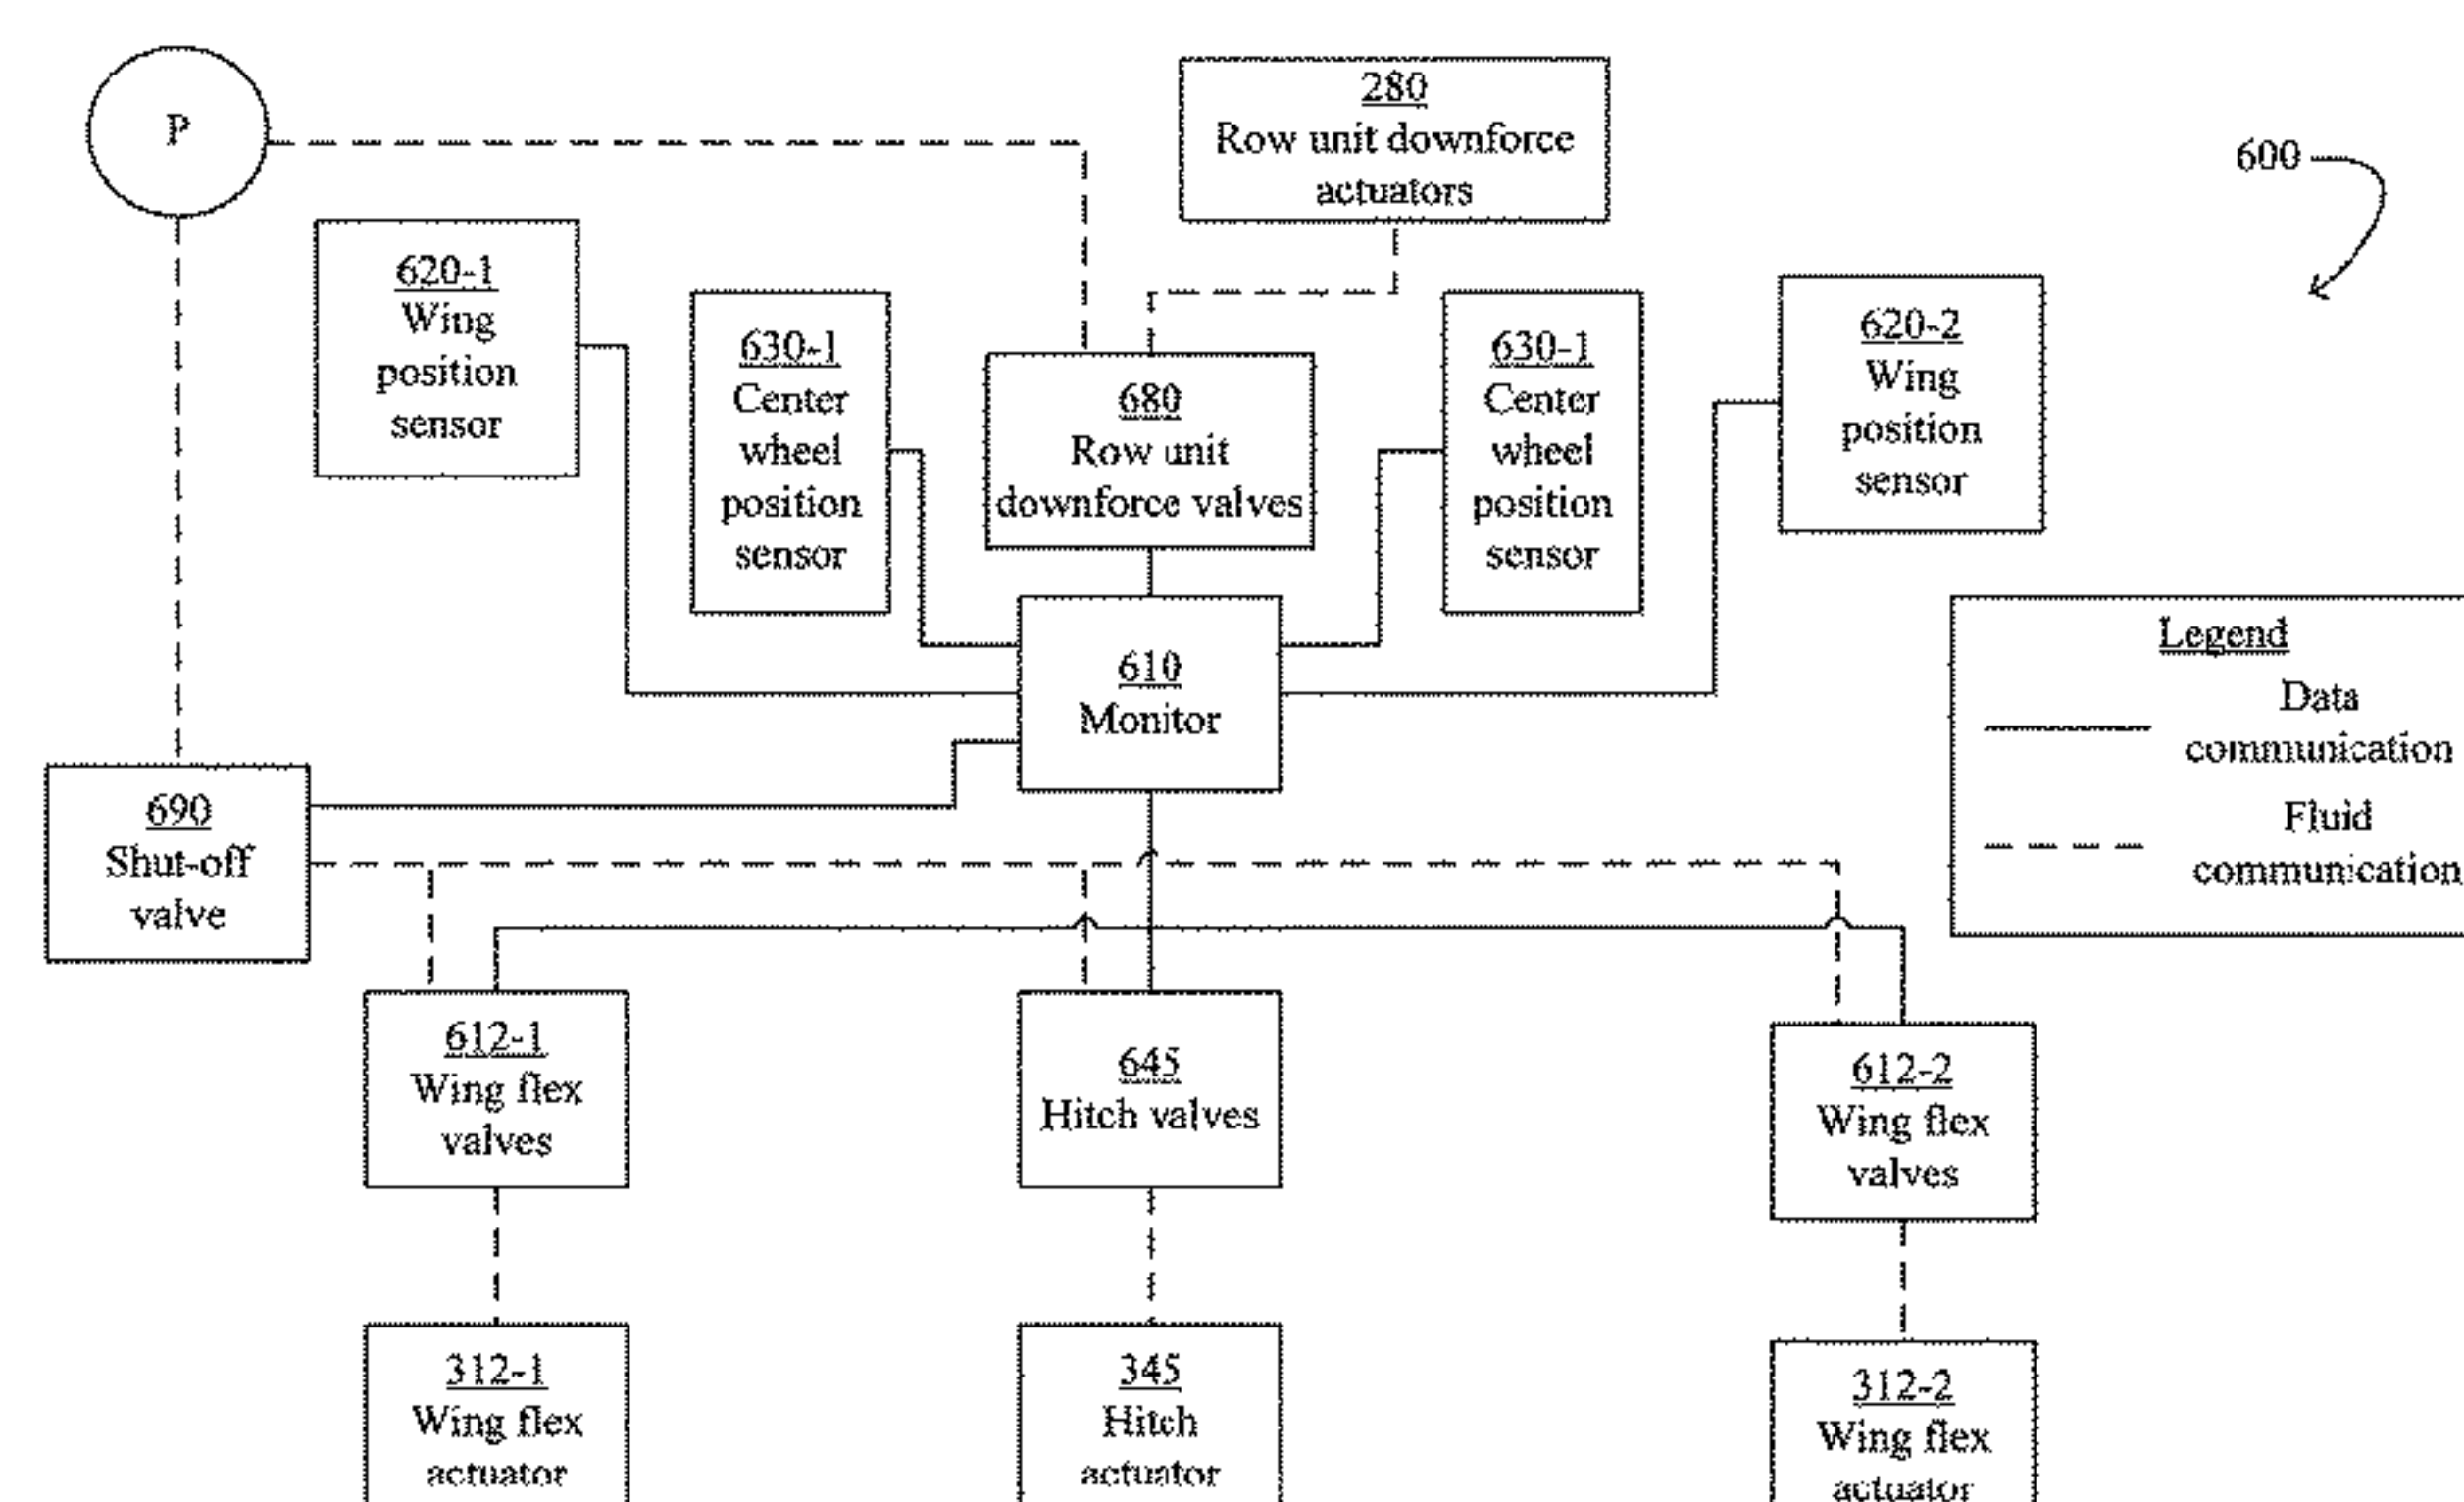 P
280
Row unit downforce
actuators
600
620-1
Wing
position
sensor
630-1
Center
wheel
position
sensor
680
Row unit
downforce valves
630-1
Center
wheel
position
sensor
620-2
Wing
position
sensor
610
Monitor
Legend
Data
communication
Fluid
communication
690
Shut-off
valve
612-1
Wing flex
valves
645
Hitch valves
612-2
Wing flex
valves
312-1
Wing flex
actuator
345
Hitch
actuator
312-2
Wing flex
actuator